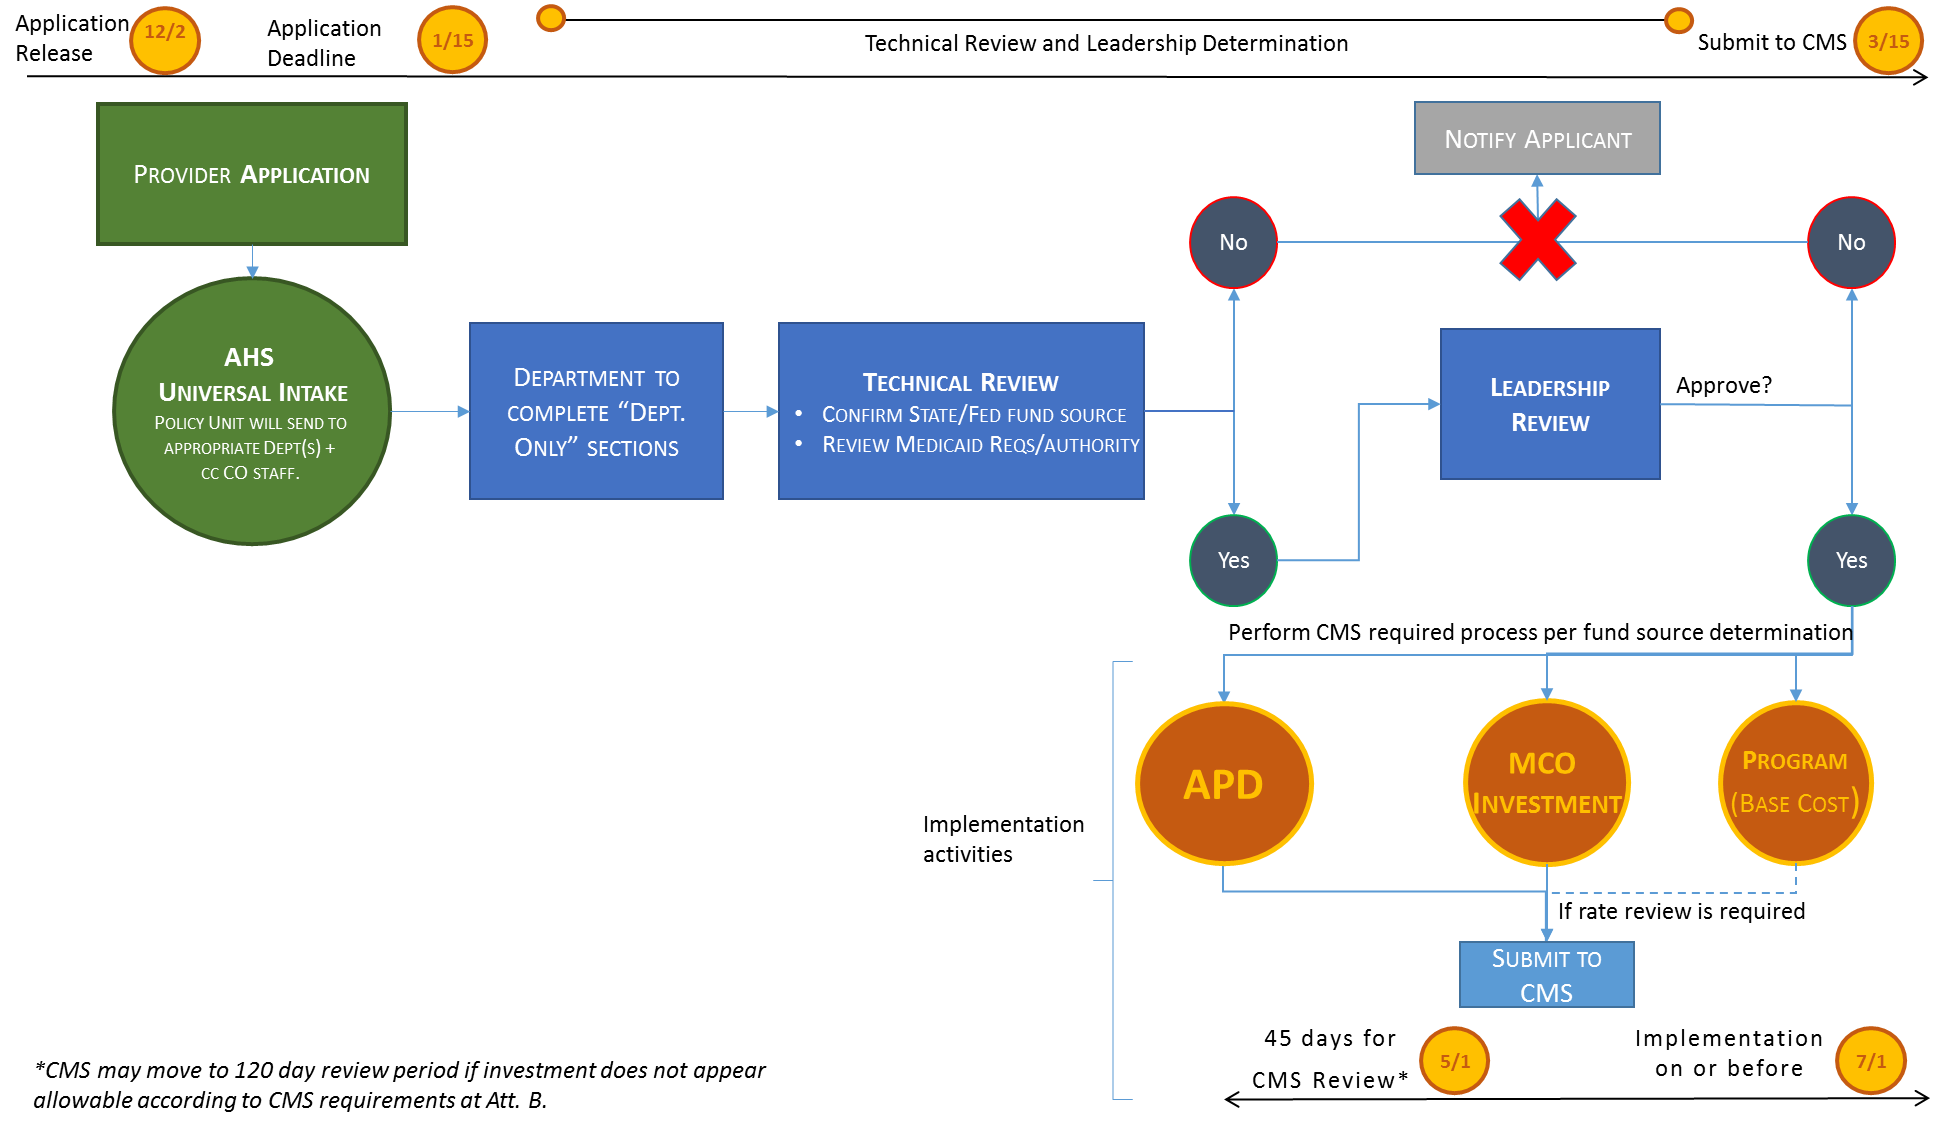 Application
Release
12/2
Application
Deadline
1/15
Technical Review and Leadership Determination
Submit to CMS
3/15
Provider Application
Notify Applicant
No
No
AHS
Universal Intake
Policy Unit will send to
appropriate Dept(s) +
cc CO staff.
Department to
complete “Dept.
Only” sections
Technical Review
• Confirm State/Fed fund source
• Review Medicaid Reqs/authority
Leadership
Review
Approve?
Yes
Yes
Perform CMS required process per fund source determination
Implementation
activities
APD
MCO
Investment
Program
(Base Cost)
If rate review is required
Submit to
CMS
45 days for
CMS Review*
5/1
Implementation
on or before
7/1
*CMS may move to 120 day review period if investment does not appear
allowable according to CMS requirements at Att. B.